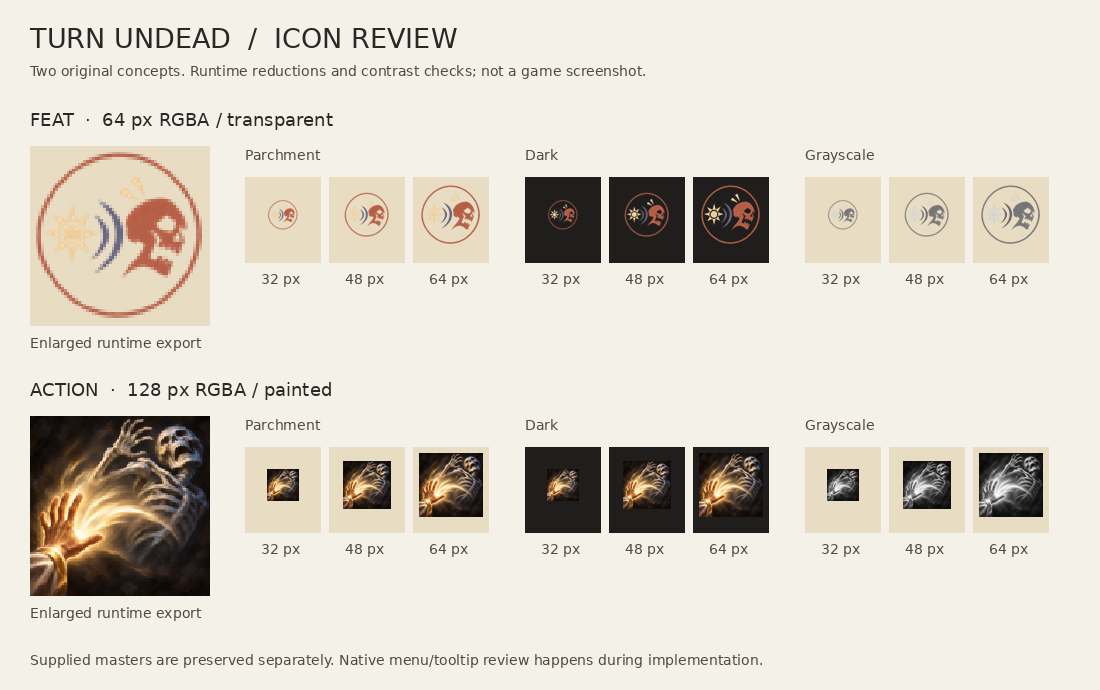 TURN UNDEAD / ICON REVIEW
Two original concepts. Runtime reductions and contrast checks; not a game screenshot.
FEAT · 64 px RGBA / transparent
Parchment
Dark
Grayscale
32 px
48 px
64 px
32 px
48 px
64 px
32 px
48 px
64 px
Enlarged runtime export
ACTION · 128 px RGBA / painted
Parchment
Dark
Grayscale
32 px
48 px
64 px
32 px
48 px
64 px
32 px
48 px
64 px
Enlarged runtime export
Supplied masters are preserved separately. Native menu/tooltip review happens during implementation.